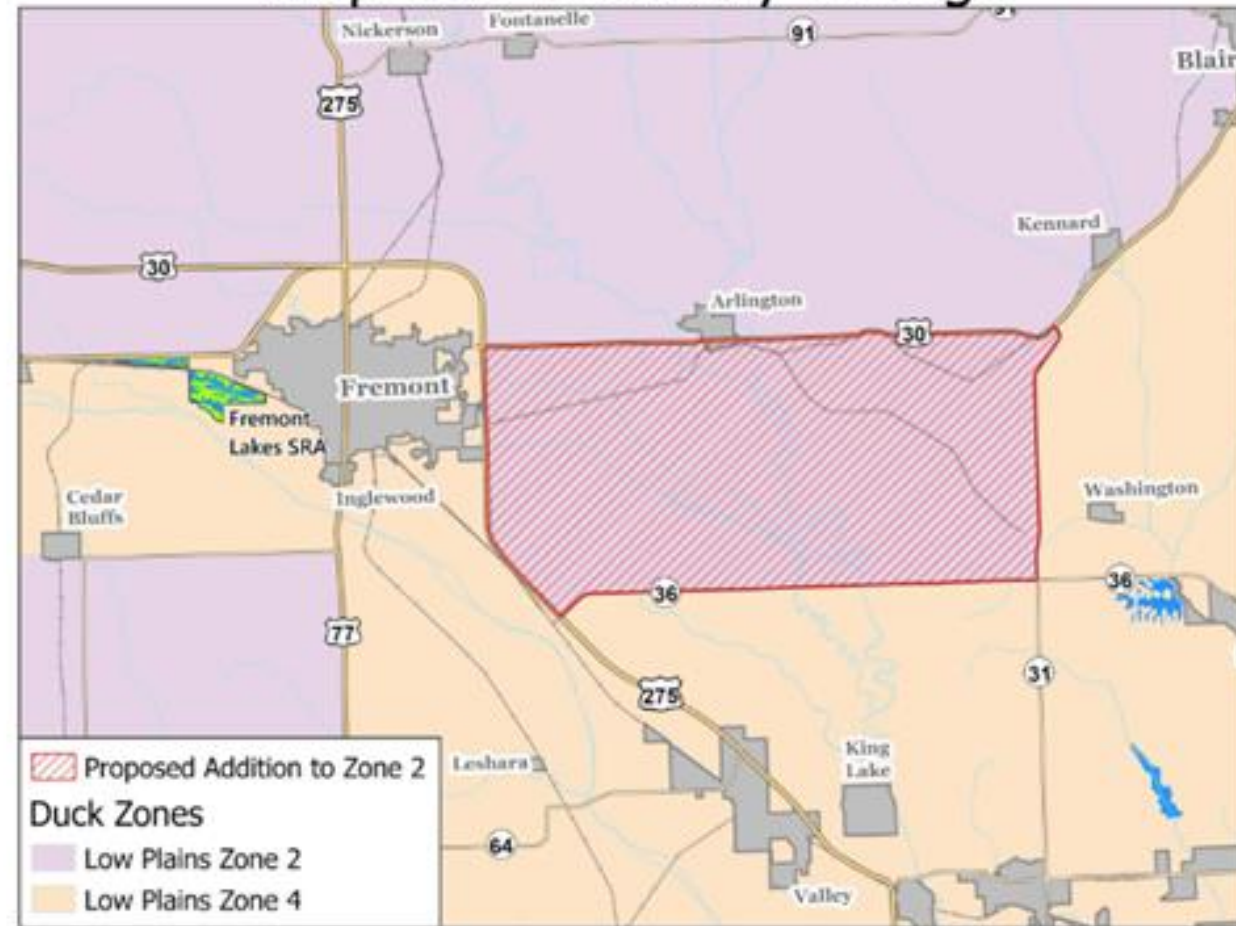 Nickerson
Fontanelle
91
Blair
275
Kennard
30
Arlington
30
Fremont
Fremont
Lakes SRA
Cedar
Bluffs
Inglewood
Washington
36
36
77
31
275
King
Lake
Leshara
64
Valley
Proposed Addition to Zone 2
Duck Zones
Low Plains Zone 2
Low Plains Zone 4